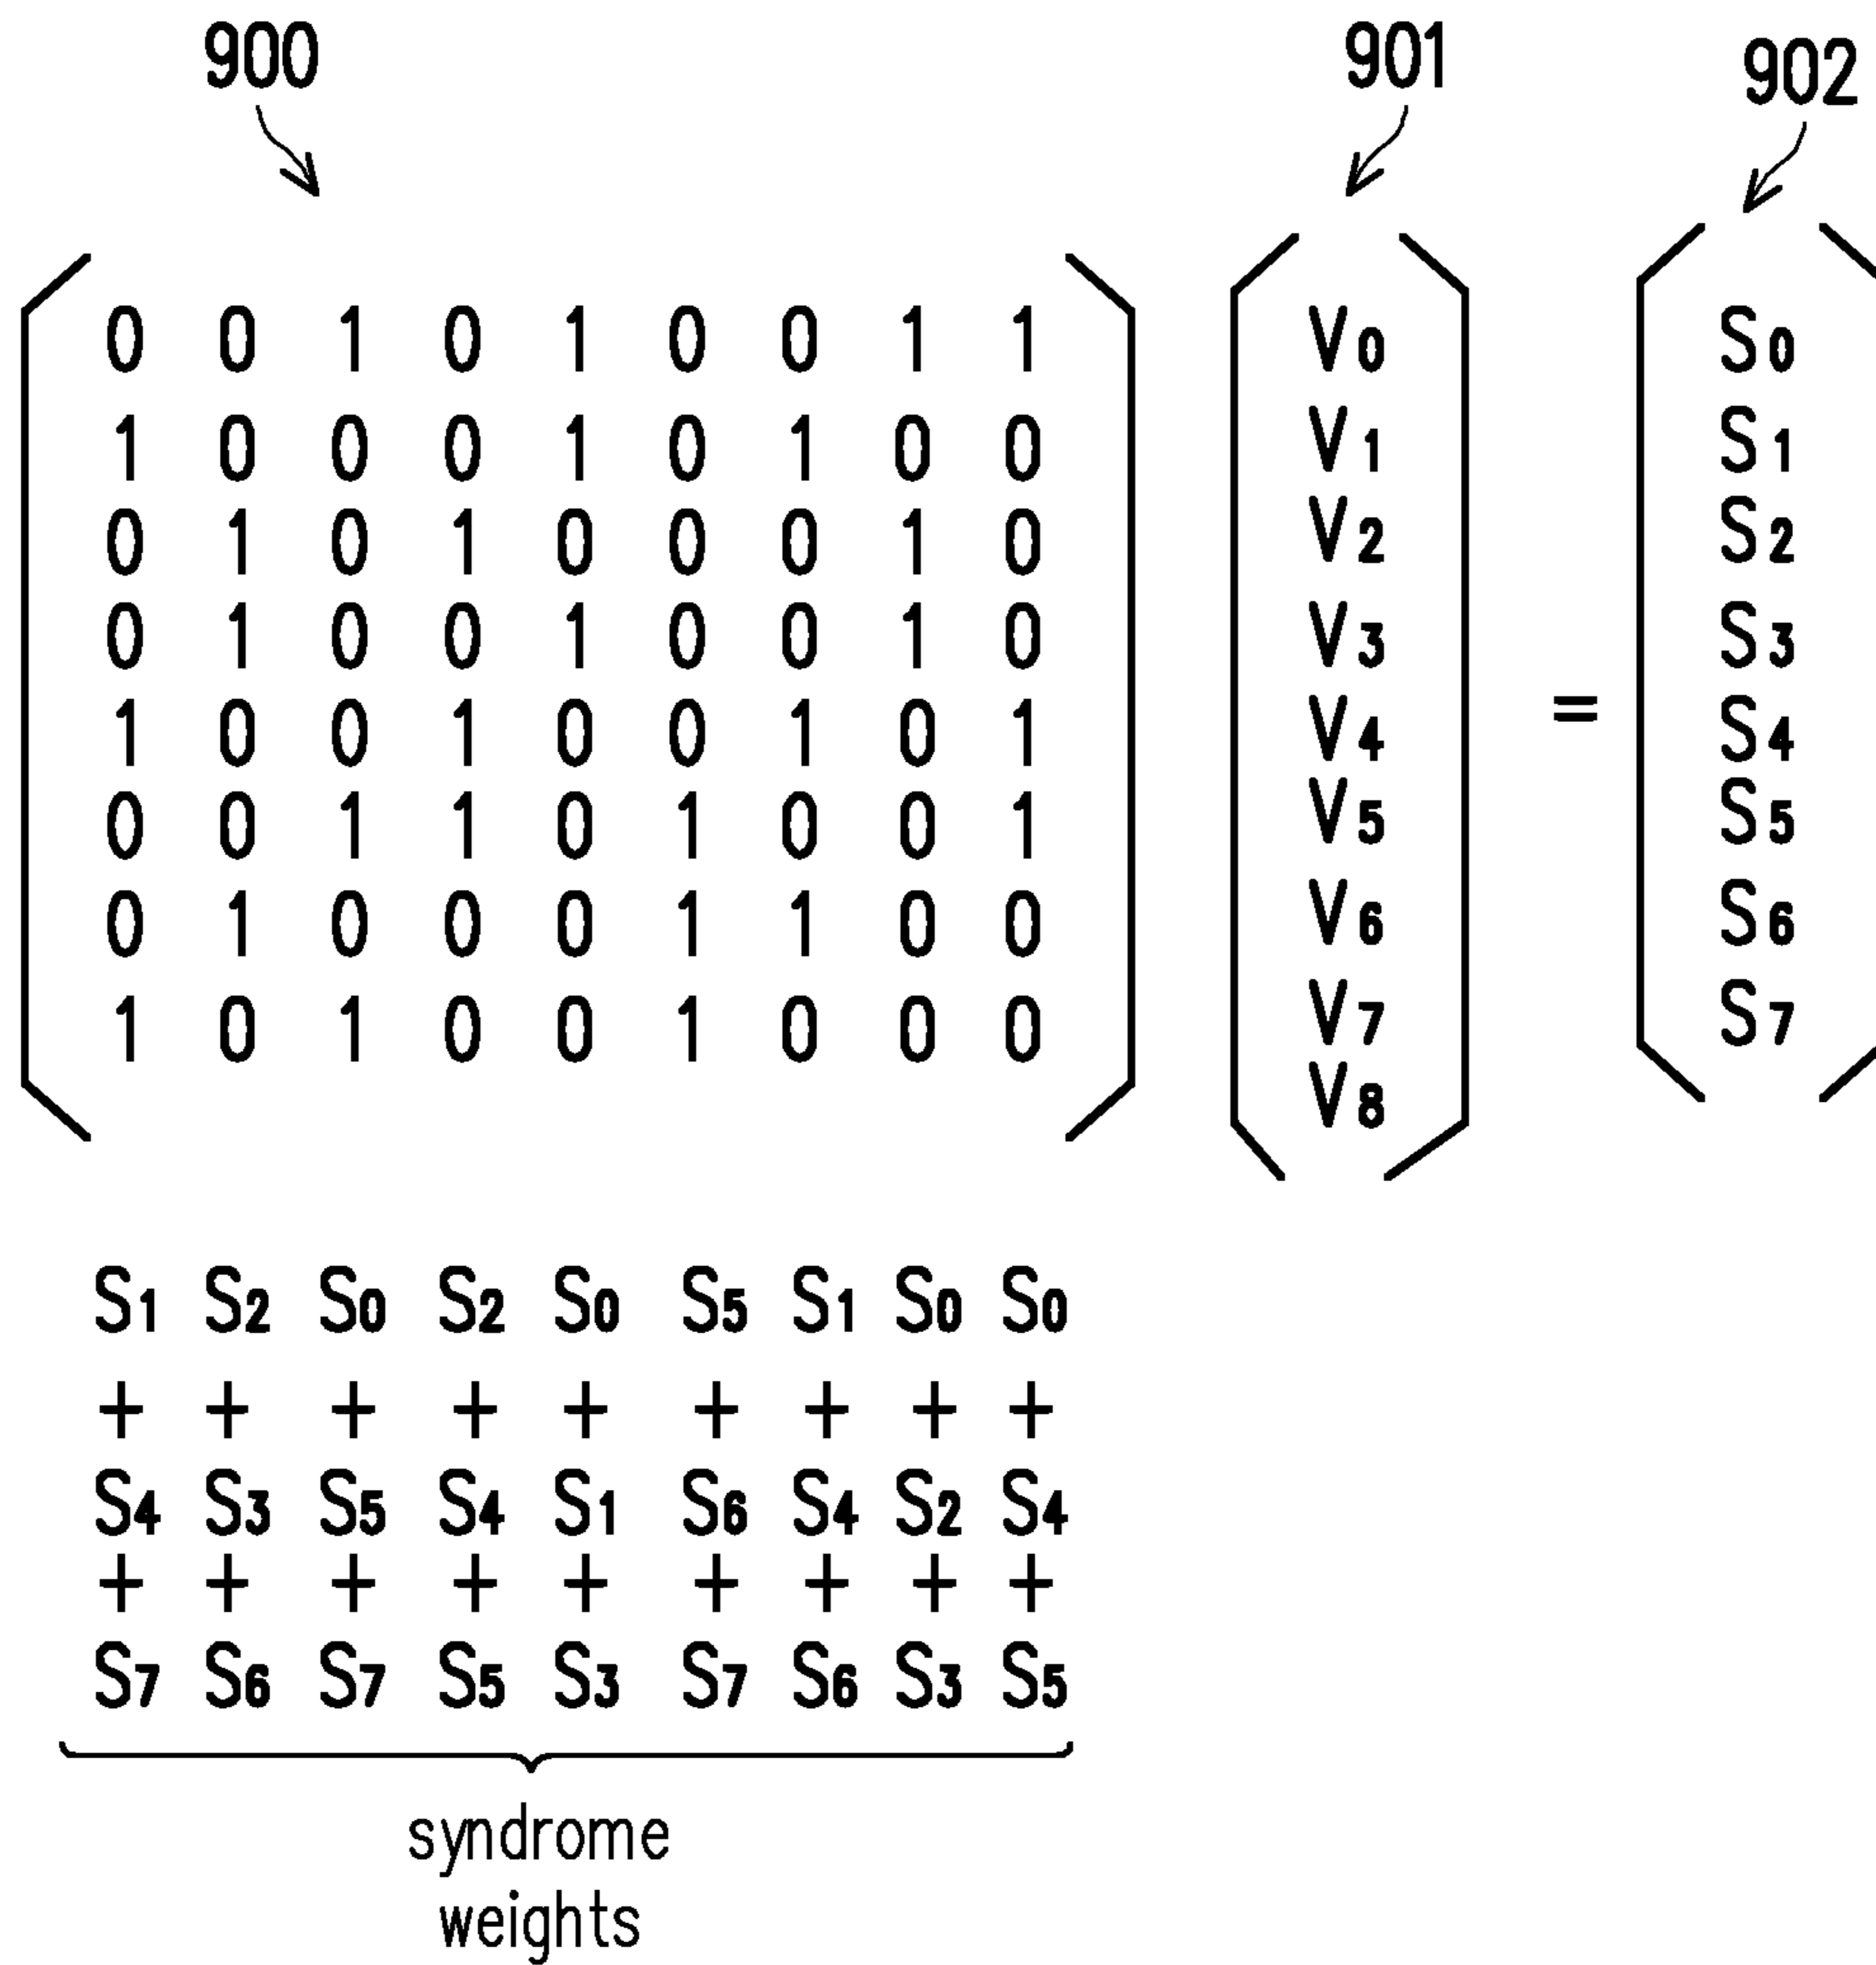 900 901 902
0 0 1 0 1 0 0 1 1 V0 S0
1 0 0 0 1 0 1 0 0 V1 S1
0 1 0 1 0 0 0 1 0 V2 S2
0 1 0 0 1 0 0 1 0 V3 S3
1 0 0 1 0 0 1 0 1 V4 = S4
0 0 1 1 0 1 0 0 1 V5 S5
0 1 0 0 0 1 1 0 0 V6 S6
1 0 1 0 0 1 0 0 0 V7 S7
V8
S1 S2 S0 S2 S0 S5 S1 S0 S0
+ + + + + + + + +
S4 S3 S5 S4 S1 S6 S4 S2 S4
+ + + + + + + + +
S7 S6 S7 S5 S3 S7 S6 S3 S5
syndrome
weights